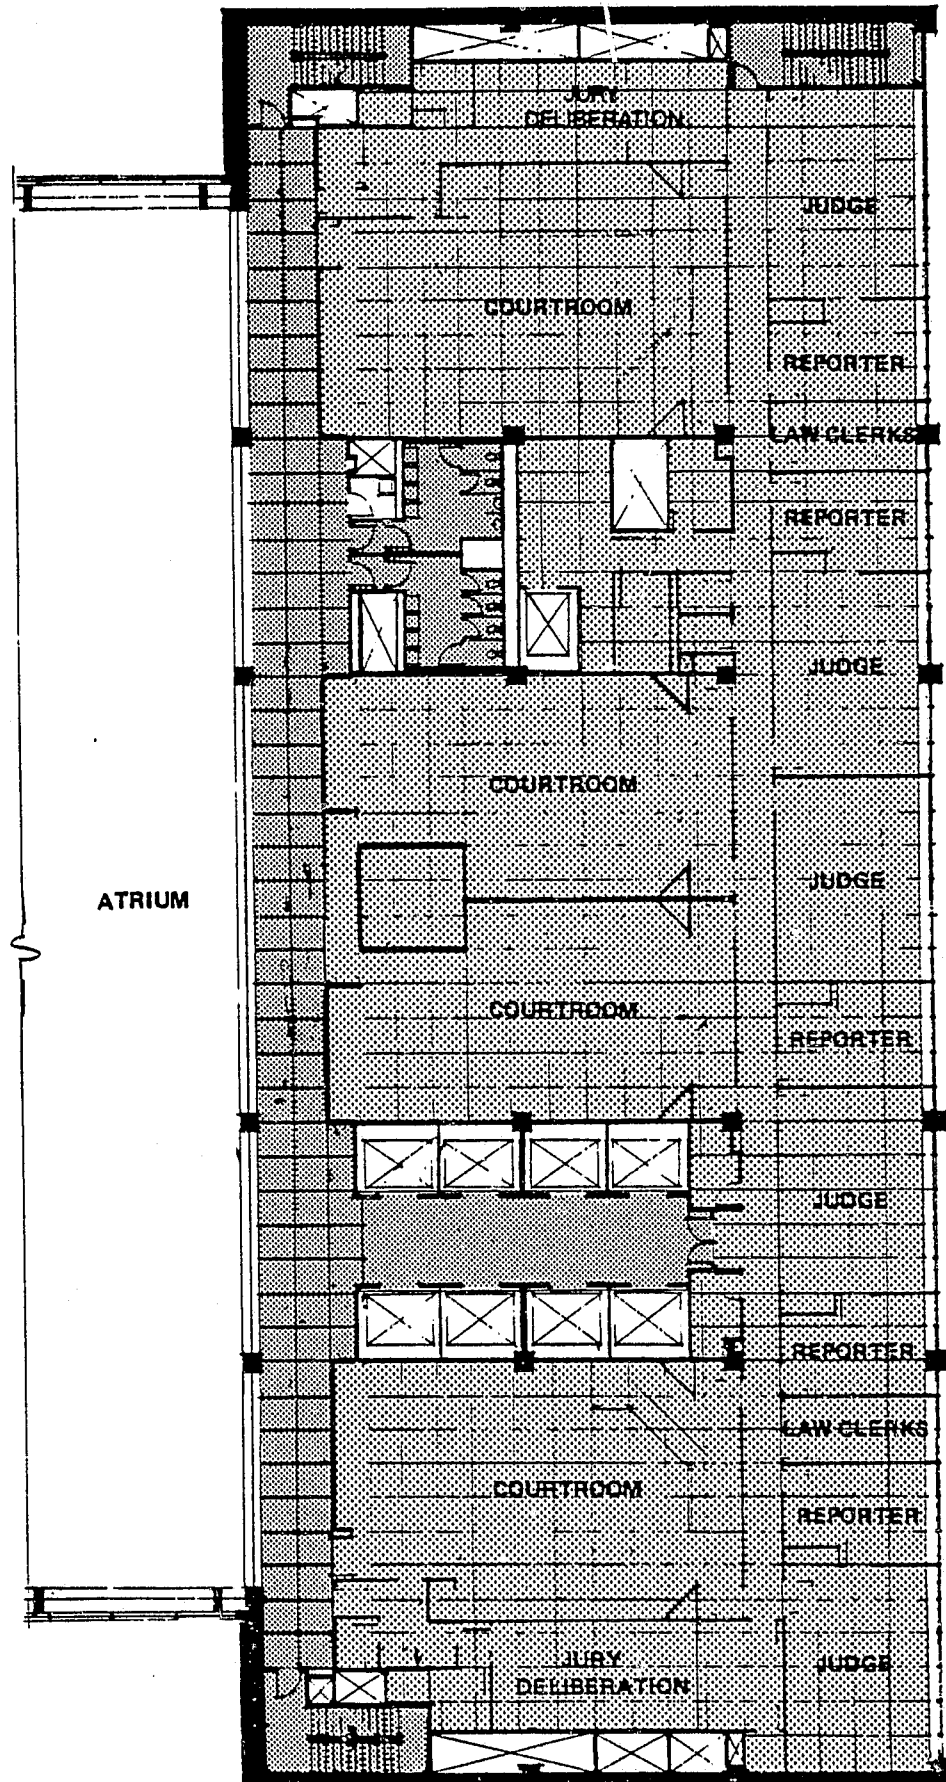 JURY
DELIBERATION
JUDGE
COURTROOM
REPORTER
LAW CLERKS
REPORTER
JUDGE
COURTROOM
JUDGE
ATRIUM
COURTROOM
REPORTER
JUDGE
REPORTER
LAW CLERKS
COURTROOM
REPORTER
JURY
DELIBERATION
JUDGE